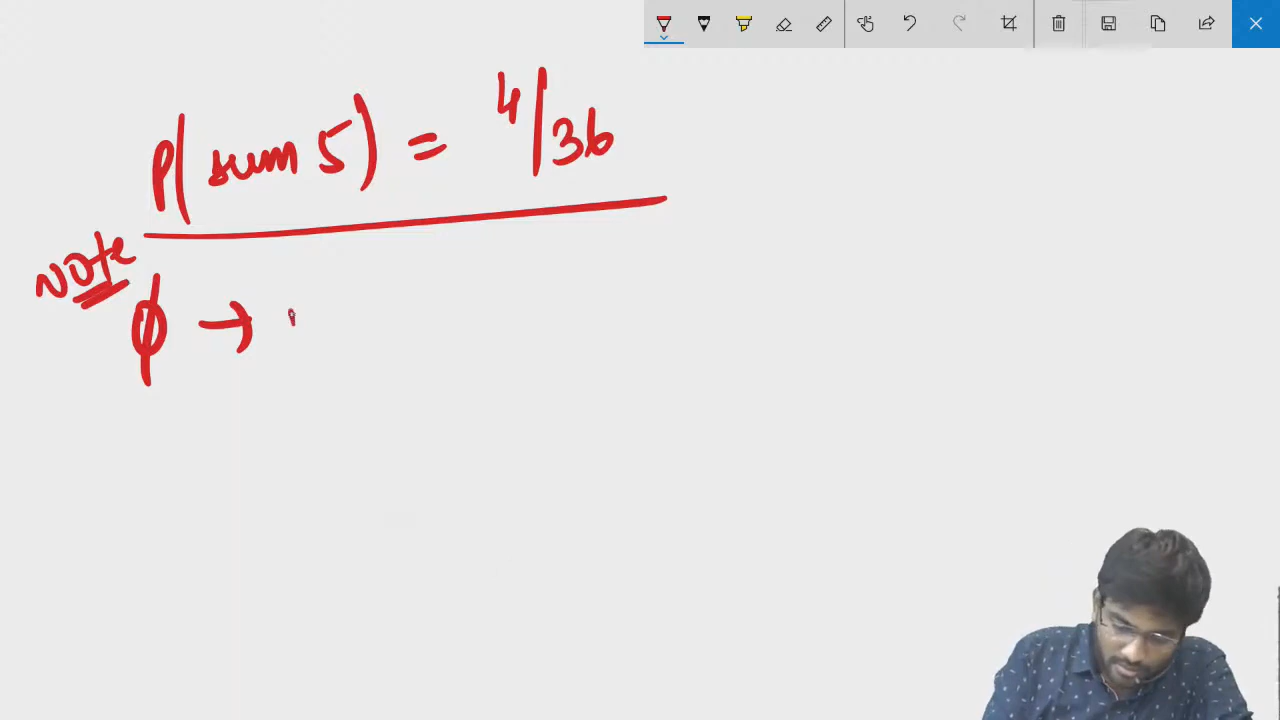 P( sum 5) = 4/36
NOte
ϕ →